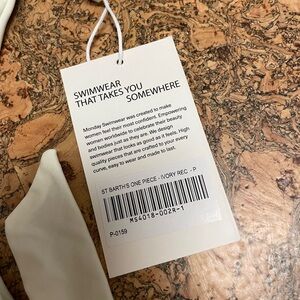 SWIMWEAR
THAT TAKES YOU
SOMEWHERE
Monday Swimwear was created to make
women feel their most confident. Empowering
women worldwide to celebrate their beauty
and bodies just as they are. We design
swimwear that looks as good as it feels. High
quality pieces that are crafted to your every
curve, easy to wear and made to last.
ST BARTH'S ONE PIECE - IVORY REC - P
MS4018-002R-1
P-0159